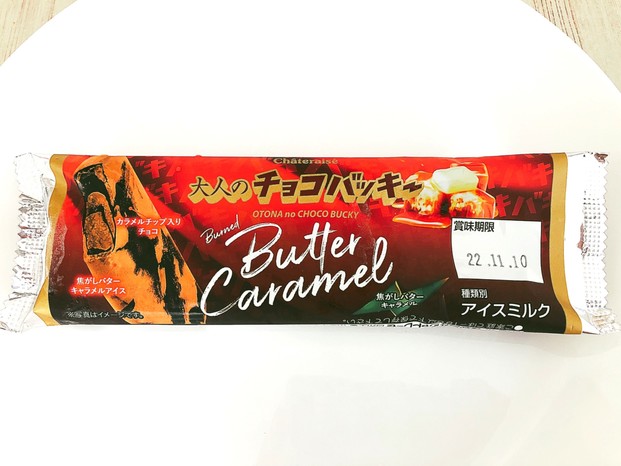 Châteraisé
大人のチョコバッキー
OTONA no CHOCO BUCKY
Burned
Butter
Caramel
カラメルチップ入り
チョコ
焦がしバター
キャラメルアイス
※写真はイメージです。
焦がしバター
キャラメル
賞味期限
22.11.10
種類別
アイスミルク